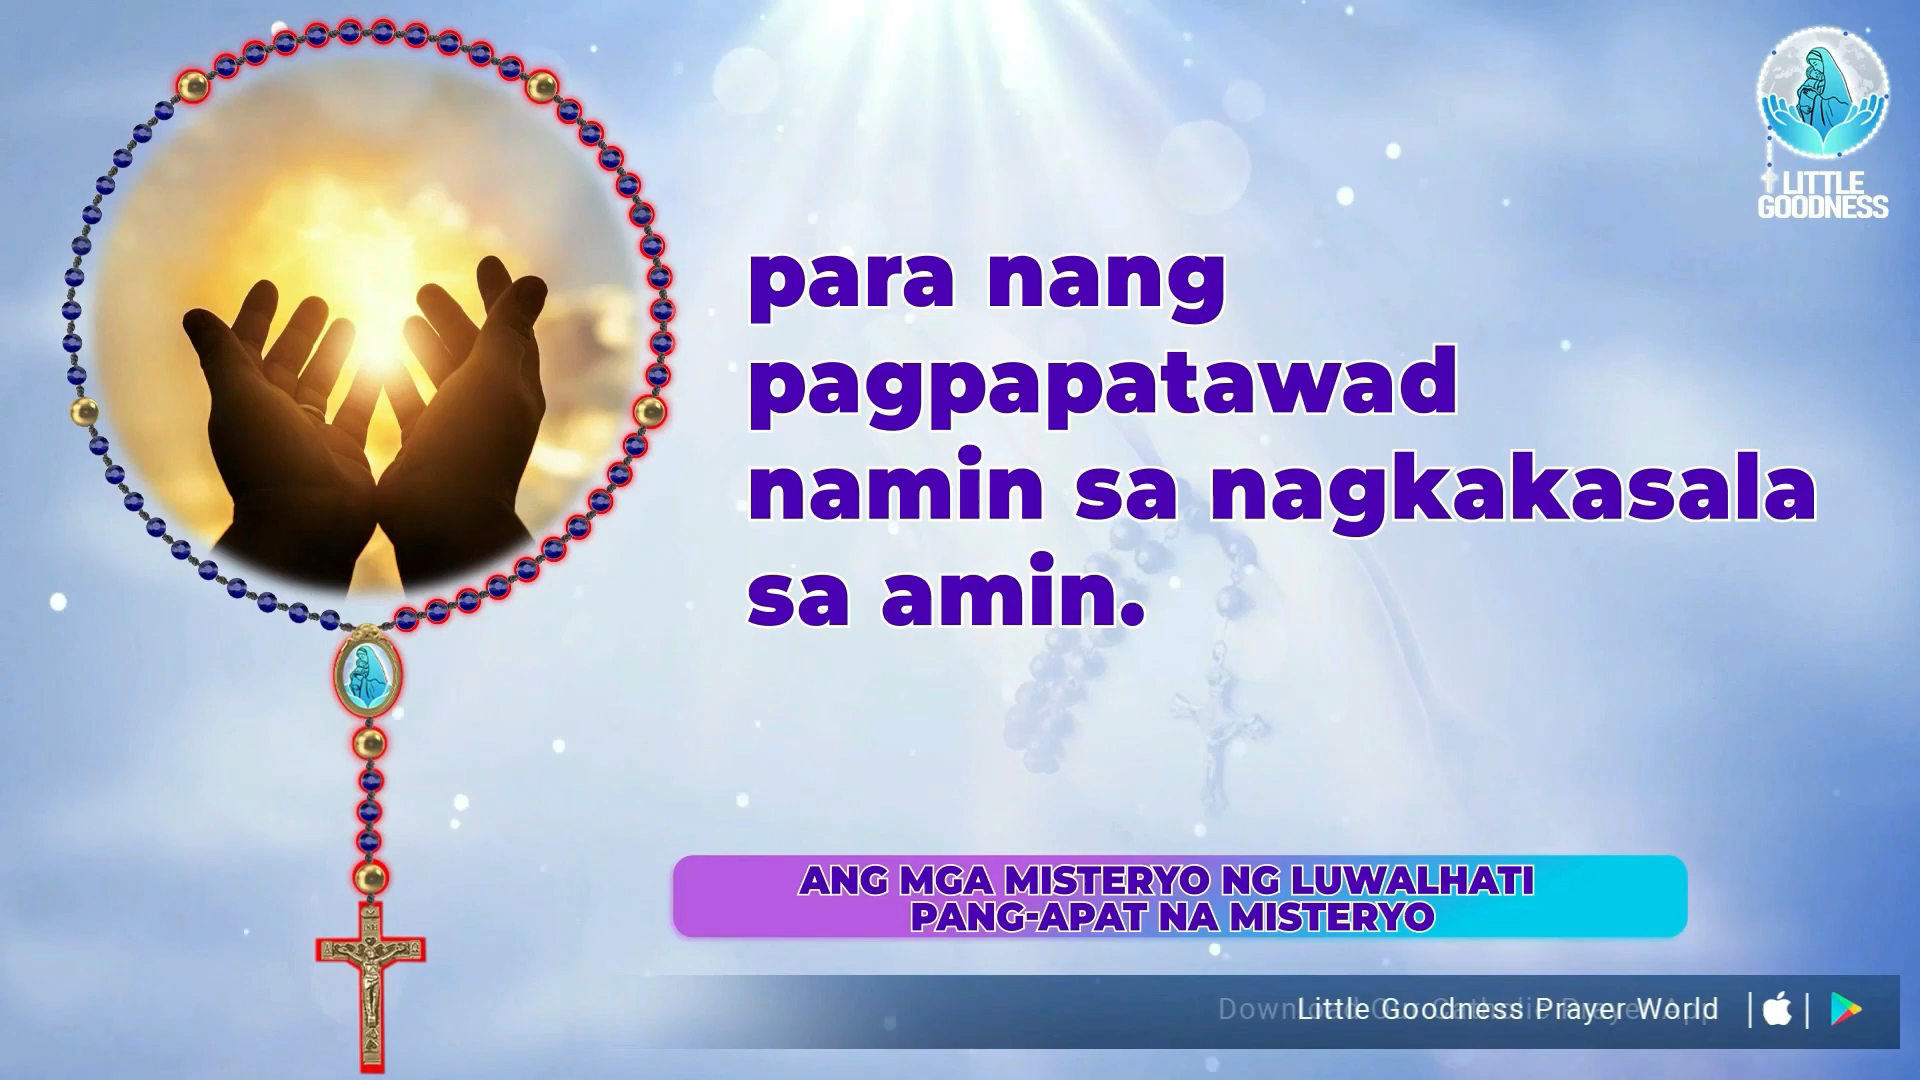 LITTLE
GOODNESS
para nang
pagpapatawad
namin sa nagkakasala
sa amin.
ANG MGA MISTERYO NG LUWALHATI
PANG-APAT NA MISTERYO
Little Goodness Prayer World